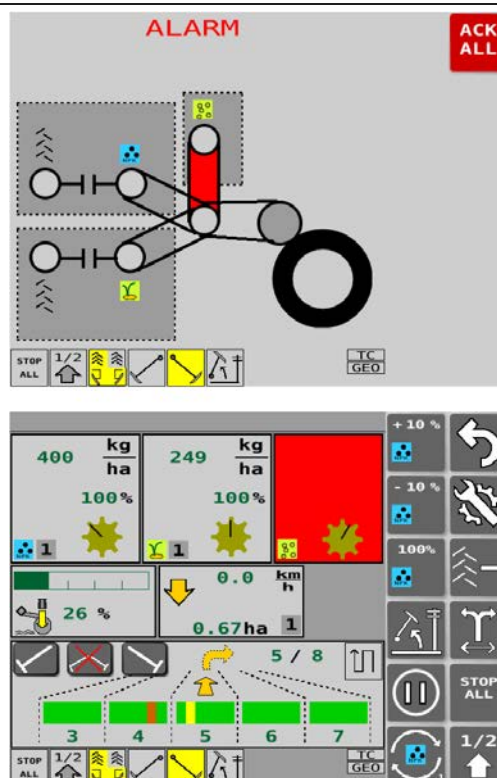 ALARM
ACK
ALL
STOP
ALL
1/2
TC
GEO
400 kg
ha
100%
1
249 kg
ha
100%
1
26 %
0.0 km
h
0.67ha 1
5 / 8
3 4 5 6 7
STOP
ALL
1/2
TC
GEO
+ 10 %
- 10 %
100%
STOP
ALL
1/2